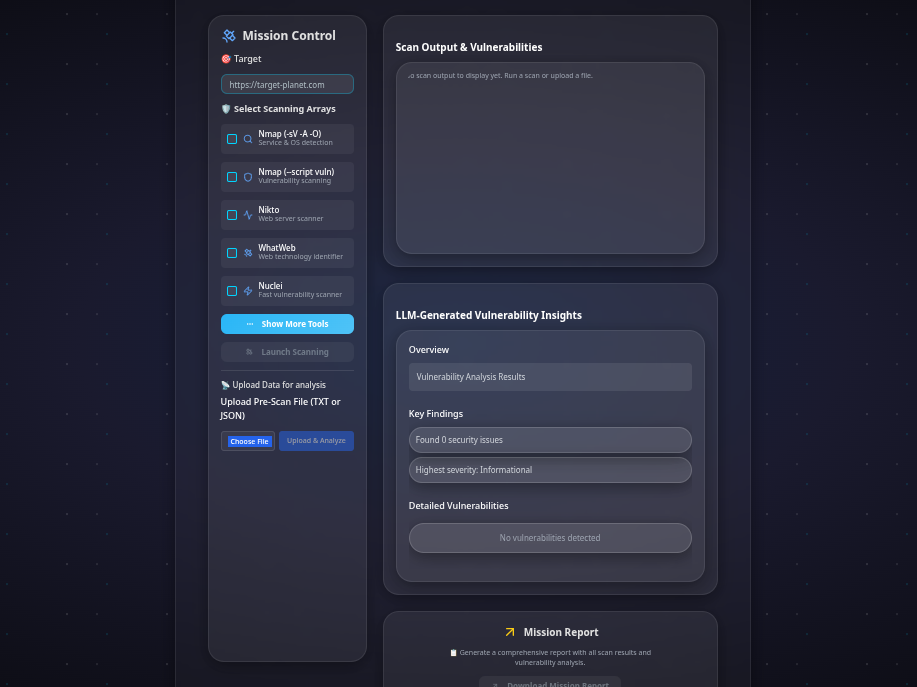 Mission Control
🎯 Target
https://target-planet.com
🛡️ Select Scanning Arrays
Nmap (-sV -A -O)
Service & OS detection
Nmap (--script vuln)
Vulnerability scanning
Nikto
Web server scanner
WhatWeb
Web technology identifier
Nuclei
Fast vulnerability scanner
Show More Tools
Launch Scanning
📡 Upload Data for analysis
Upload Pre-Scan File (TXT or
JSON)
Choose File
Upload & Analyze
Scan Output & Vulnerabilities
scan output to display yet. Run a scan or upload a file.
LLM-Generated Vulnerability Insights
Overview
Vulnerability Analysis Results
Key Findings
Found 0 security issues
Highest severity: Informational
Detailed Vulnerabilities
No vulnerabilities detected
Mission Report
📋 Generate a comprehensive report with all scan results and
vulnerability analysis.
Download Mission Report